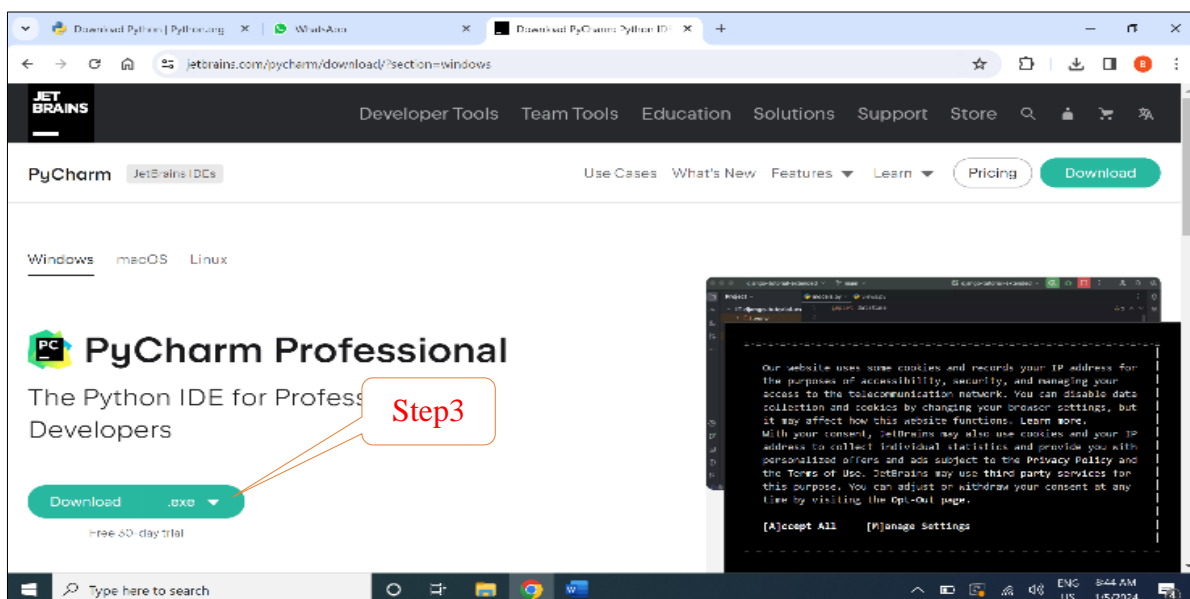 Download Python | Python.org
WhatsApp
Download PyCharm: Python IDE
jetbrains.com/pycharm/download/?section=windows
B
JET
BRAINS
Developer Tools Team Tools Education Solutions Support Store
PyCharm JetBrains IDEs
Use Cases What's New Features Learn Pricing Download
Windows macOS Linux
PC
PyCharm Professional
The Python IDE for Profess
Developers
Step3
Download .exe
Free 30-day trial
Project
main
Our website uses some cookies and records your IP address for
the purposes of accessibility, security, and managing your
access to the telecommunication network. You can disable data
collection and cookies by changing your browser settings, but
it may affect how this website functions. Learn more.
With your consent, JetBrains may also use cookies and your IP
address to collect individual statistics and provide you with
personalized offers and ads subject to the Privacy Policy and
the Terms of Use. JetBrains may use third party services for
this purpose. You can adjust or withdraw your consent at any
time by visiting the Opt-Out page.
[A]ccept All [M]anage Settings
Type here to search
ENG 8:44 AM
US 1/5/2024